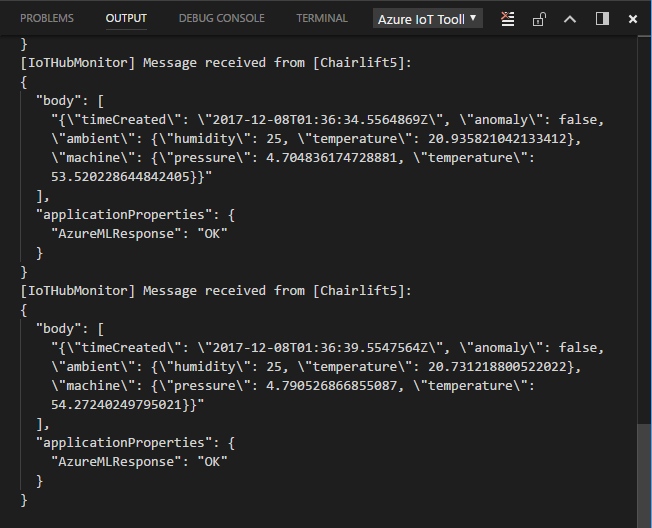 PROBLEMS OUTPUT DEBUG CONSOLE TERMINAL Azure IoT Tooll
}
[IoTHubMonitor] Message received from [Chairlift5]:
{
  "body": [
    "{\"timeCreated\": \"2017-12-08T01:36:34.5564869Z\", \"anomaly\": false,
    \"ambient\": {\"humidity\": 25, \"temperature\": 20.935821042133412},
    \"machine\": {\"pressure\": 4.704836174728881, \"temperature\":
    53.520228644842405}}"
  ],
  "applicationProperties": {
    "AzureMLResponse": "OK"
  }
}
[IoTHubMonitor] Message received from [Chairlift5]:
{
  "body": [
    "{\"timeCreated\": \"2017-12-08T01:36:39.5547564Z\", \"anomaly\": false,
    \"ambient\": {\"humidity\": 25, \"temperature\": 20.731218800522022},
    \"machine\": {\"pressure\": 4.790526866855087, \"temperature\":
    54.27240249795021}}"
  ],
  "applicationProperties": {
    "AzureMLResponse": "OK"
  }
}